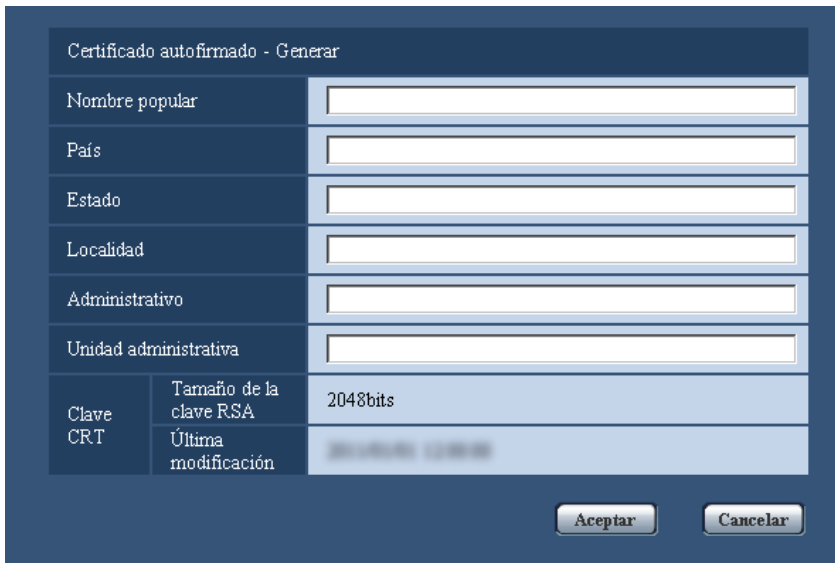 Certificado autofirmado - Generar
Nombre popular
País
Estado
Localidad
Administrativo
Unidad administrativa
Clave
CRT
Tamaño de la
clave RSA
2048bits
Última
modificación
Aceptar
Cancelar